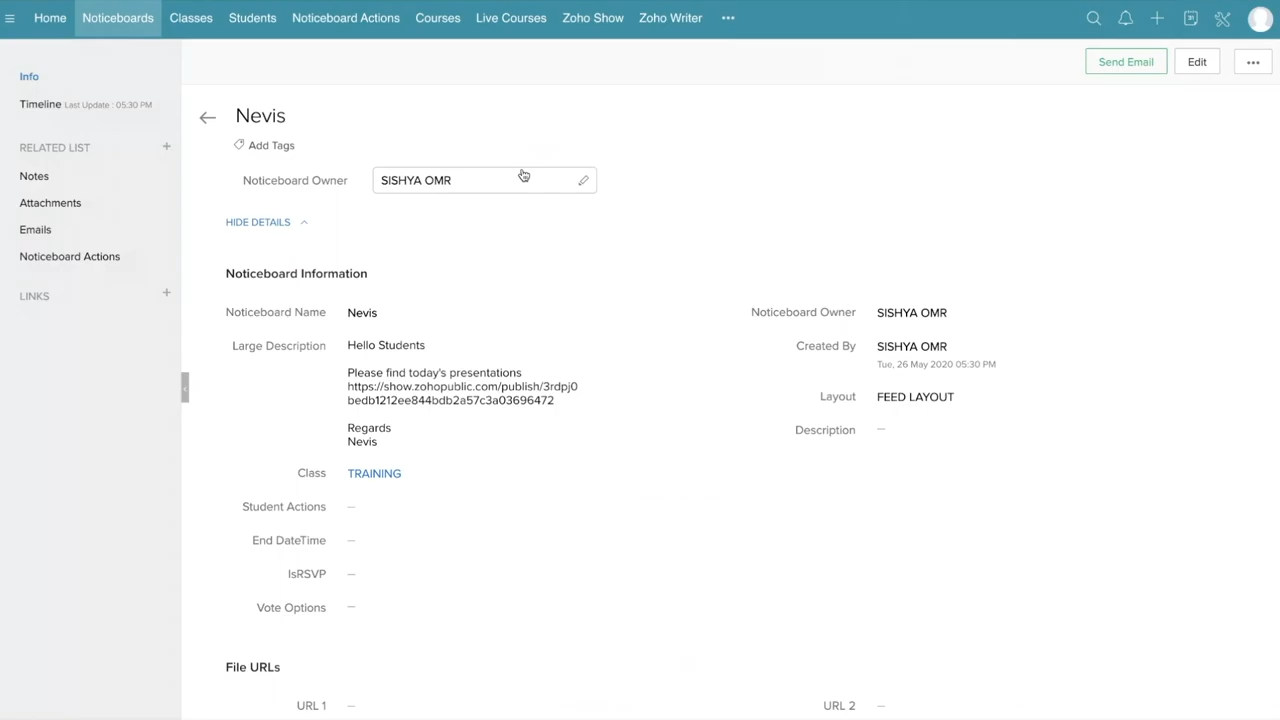 Home Noticeboards Classes Students Noticeboard Actions Courses Live Courses Zoho Show Zoho Writer
Send Email Edit
Info
Timeline Last Update : 05:30 PM
RELATED LIST
Notes
Attachments
Emails
Noticeboard Actions
LINKS
Nevis
Add Tags
Noticeboard Owner SISHYA OMR
HIDE DETAILS
Noticeboard Information
Noticeboard Name Nevis
Noticeboard Owner SISHYA OMR
Large Description Hello Students
Please find today's presentations
https://show.zohopublic.com/publish/3rdpj0
bedb1212ee844bdb2a57c3a03696472
Regards
Nevis
Created By SISHYA OMR
Tue, 26 May 2020 05:30 PM
Layout FEED LAYOUT
Description —
Class TRAINING
Student Actions —
End DateTime —
IsRSVP —
Vote Options —
File URLs
URL 1 — URL 2 —